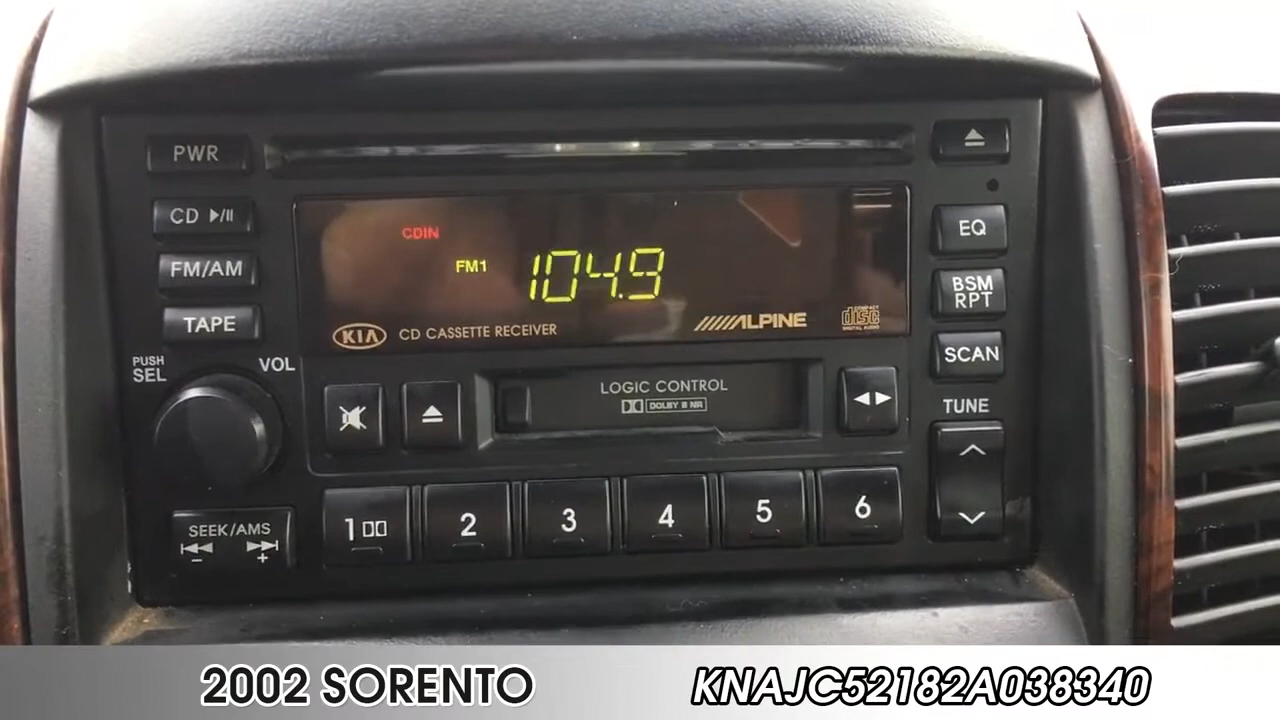 PWR
CD ▶/II
FM/AM
TAPE
PUSH
SEL
VOL
CDIN
FM1
104.9
KIA
CD CASSETTE RECEIVER
ALPINE
COMPACT
disc
DIGITAL AUDIO
EQ
BSM
RPT
SCAN
TUNE
LOGIC CONTROL
DOLBY B NR
SEEK/AMS
- +
1
2
3
4
5
6
2002 SORENTO
KNAJC52182A038340